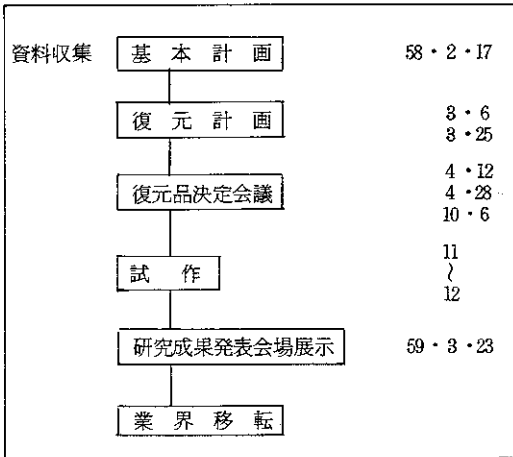 資料収集 基本計画 58・2・17
復元計画 3・6
3・25
4・12
復元品決定会議 4・28
10・6
11
試作 〜
12
研究成果発表会場展示 59・3・23
業界移転